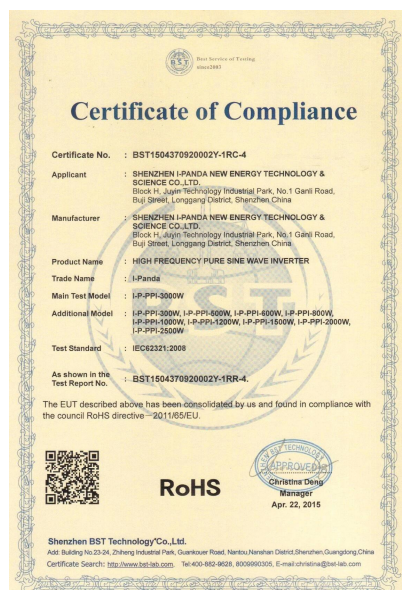 BST
Best Service of Testing
since2003
Certificate of Compliance
Certificate No. : BST1504370920002Y-1RC-4
Applicant : SHENZHEN I-PANDA NEW ENERGY TECHNOLOGY &
SCIENCE CO.,LTD.
Block H, Juyin Technology Industrial Park, No.1 Ganli Road,
Buji Street, Longgang District, Shenzhen.China
Manufacturer : SHENZHEN I-PANDA NEW ENERGY TECHNOLOGY &
SCIENCE CO.,LTD.
Block H, Juyin Technology Industrial Park, No.1 Ganli Road,
Buji Street, Longgang District, Shenzhen.China
Product Name : HIGH FREQUENCY PURE SINE WAVE INVERTER
Trade Name : I-Panda
Main Test Model : I-P-PPI-3000W
Additional Model : I-P-PPI-300W, I-P-PPI-500W, I-P-PPI-600W, I-P-PPI-800W,
I-P-PPI-1000W, I-P-PPI-1200W, I-P-PPI-1500W, I-P-PPI-2000W,
I-P-PPI-2500W
BST
Test Standard : IEC62321:2008
As shown in the
Test Report No. : BST1504370920002Y-1RR-4.
The EUT described above has been consolidated by us and found in compliance with
the council RoHS directive—2011/65/EU.
RoHS
BST TECHNOLOGY
APPROVED
Christina Deng
Manager
Apr. 22, 2015
Shenzhen BST Technology Co.,Ltd.
Add: Building No.23-24, Zhiheng Industrial Park, Guankouer Road, Nantou,Nanshan District,Shenzhen,Guangdong,China
Certificate Search: http://www.bst-lab.com. Tel:400-882-9628, 8009990305, E-mail:christina@bst-lab.com